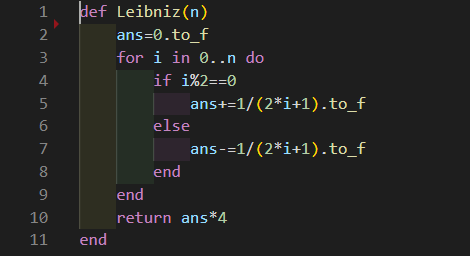 1 def Leibniz(n)
2     ans=0.to_f
3     for i in 0..n do
4         if i%2==0
5             ans+=1/(2*i+1).to_f
6         else
7             ans-=1/(2*i+1).to_f
8         end
9     end
10     return ans*4
11 end